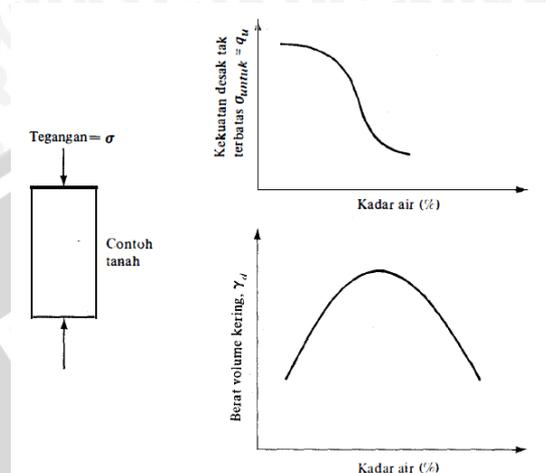 Kekuatan desak tak
terbatas σuntuk = qu
Kadar air (%)
Tegangan = σ
Contoh
tanah
Berat volume kering, γd
Kadar air (%)